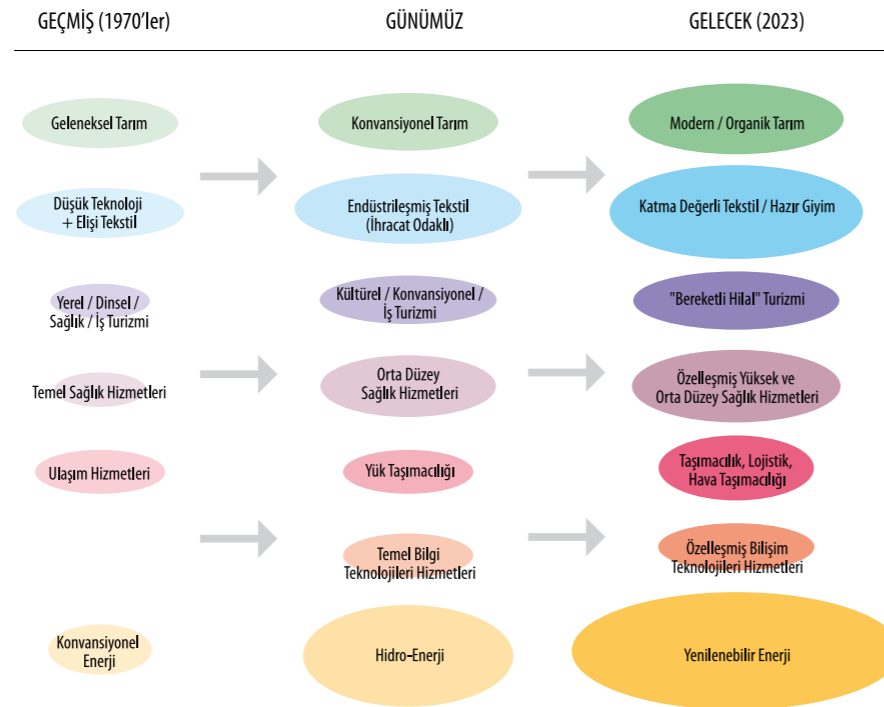 GEÇMİŞ (1970'ler)
GÜNÜMÜZ
GELECEK (2023)
Geleneksel Tarım
Konvansiyonel Tarım
Modern / Organik Tarım
Düşük Teknoloji
+ Elişi Tekstil
Endüstrileşmiş Tekstil
(İhracat Odaklı)
Katma Değerli Tekstil / Hazır Giyim
Yerel / Dinsel /
Sağlık / İş Turizmi
Kültürel / Konvansiyonel /
İş Turizmi
"Bereketli Hilal" Turizmi
Temel Sağlık Hizmetleri
Orta Düzey
Sağlık Hizmetleri
Özelleşmiş Yüksek ve
Orta Düzey Sağlık Hizmetleri
Ulaşım Hizmetleri
Yük Taşımacılığı
Taşımacılık, Lojistik,
Hava Taşımacılığı
Temel Bilgi
Teknolojileri Hizmetleri
Özelleşmiş Bilişim
Teknolojileri Hizmetleri
Konvansiyonel
Enerji
Hidro-Enerji
Yenilenebilir Enerji